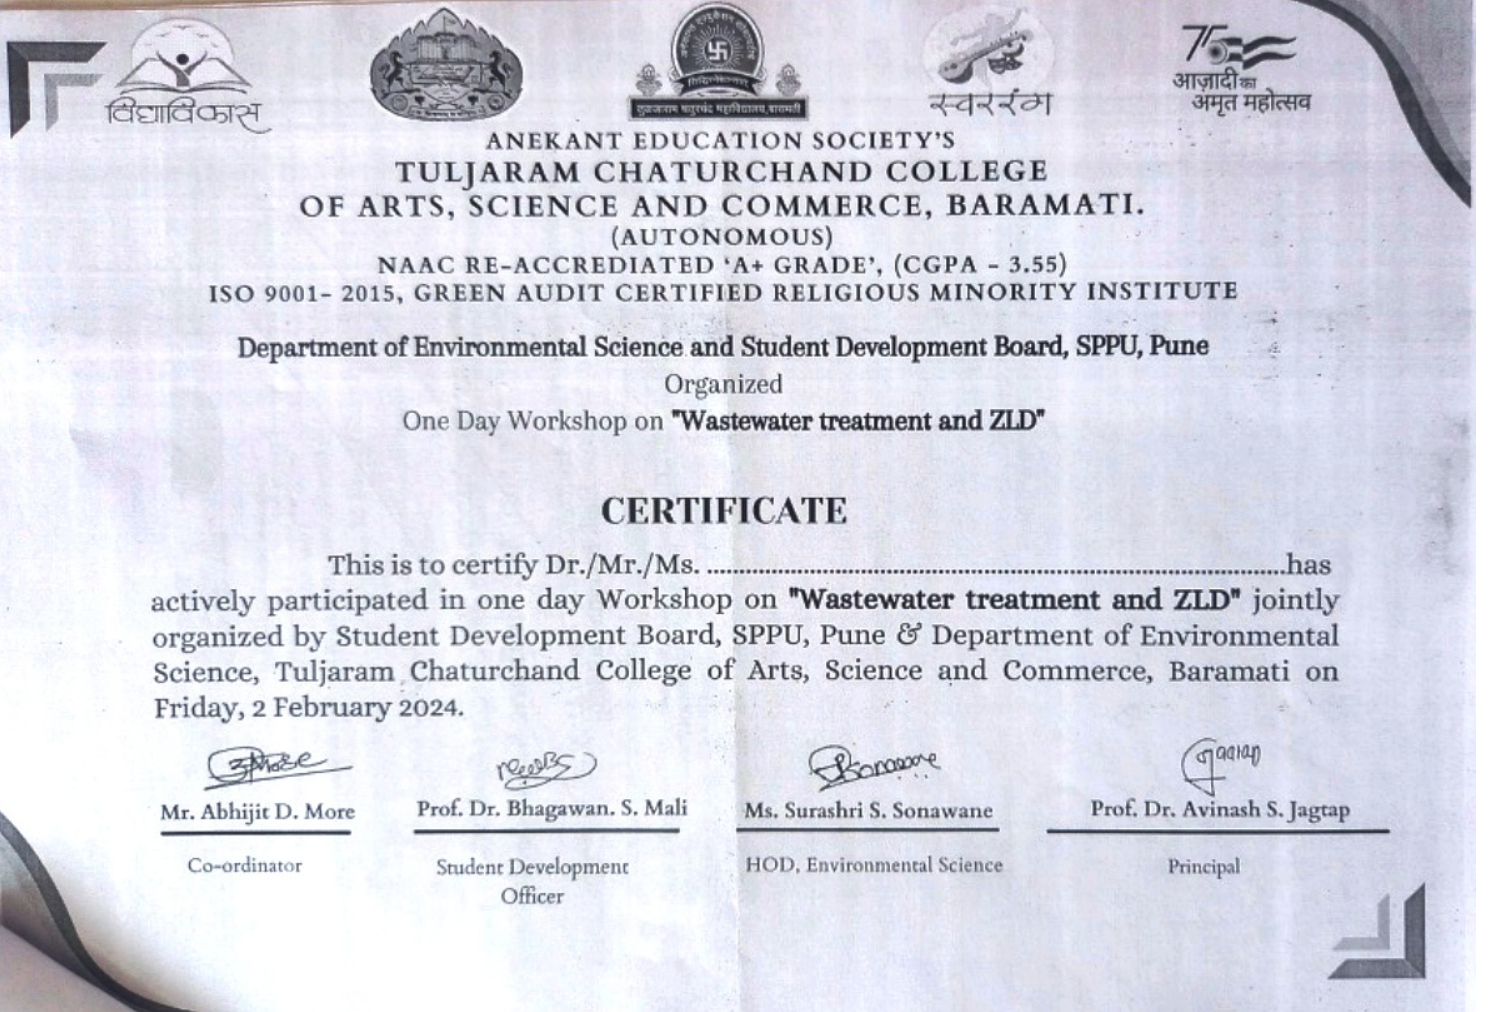 विद्याविकास
तुळजाराम चतुरचंद महाविद्यालय, बारामती
स्वररंग
75
आज़ादी का
अमृत महोत्सव
ANEKANT EDUCATION SOCIETY'S
TULJARAM CHATURCHAND COLLEGE
OF ARTS, SCIENCE AND COMMERCE, BARAMATI.
(AUTONOMOUS)
NAAC RE-ACCREDIATED 'A+ GRADE', (CGPA - 3.55)
ISO 9001- 2015, GREEN AUDIT CERTIFIED RELIGIOUS MINORITY INSTITUTE
Department of Environmental Science and Student Development Board, SPPU, Pune
Organized
One Day Workshop on "Wastewater treatment and ZLD"
CERTIFICATE
This is to certify Dr./Mr./Ms. ..........................................................................................has
actively participated in one day Workshop on "Wastewater treatment and ZLD" jointly
organized by Student Development Board, SPPU, Pune & Department of Environmental
Science, Tuljaram Chaturchand College of Arts, Science and Commerce, Baramati on
Friday, 2 February 2024.
Mr. Abhijit D. More
Prof. Dr. Bhagawan. S. Mali
Ms. Surashri S. Sonawane
Prof. Dr. Avinash S. Jagtap
Co-ordinator
Student Development
Officer
HOD, Environmental Science
Principal